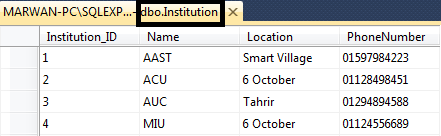 MARWAN-PC\SQLEXP...-dbo.Institution
Institution_ID Name Location PhoneNumber
1 AAST Smart Village 01597984223
2 ACU 6 October 01128498451
3 AUC Tahrir 01294894588
4 MIU 6 October 01124556689